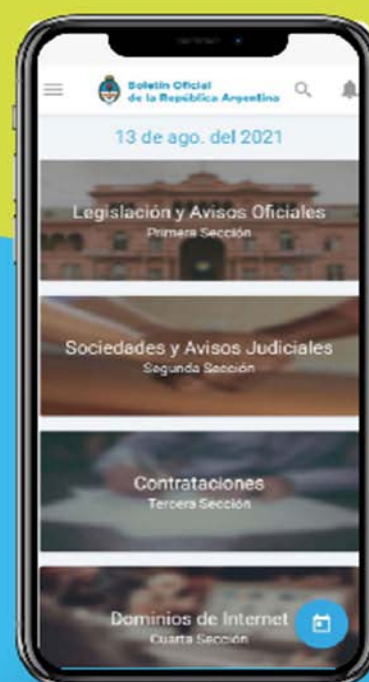 Boletín Oficial
de la República Argentina
13 de ago. del 2021
Legislación y Avisos Oficiales
Primera Sección
Sociedades y Avisos Judiciales
Segunda Sección
Contrataciones
Tercera Sección
Dominios de Internet
Cuarta Sección